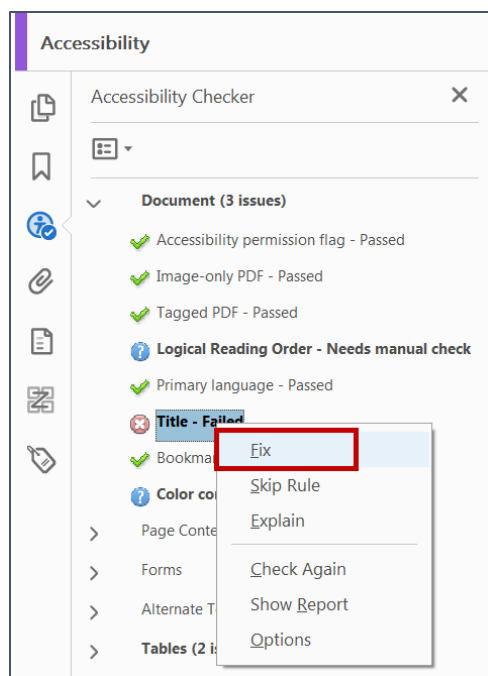 Accessibility
Accessibility Checker
Document (3 issues)
Accessibility permission flag - Passed
Image-only PDF - Passed
Tagged PDF - Passed
Logical Reading Order - Needs manual check
Primary language - Passed
Title - Failed
Fix
Skip Rule
Page Conte
Explain
Forms
Check Again
Alternate T
Show Report
Tables (2 i
Options